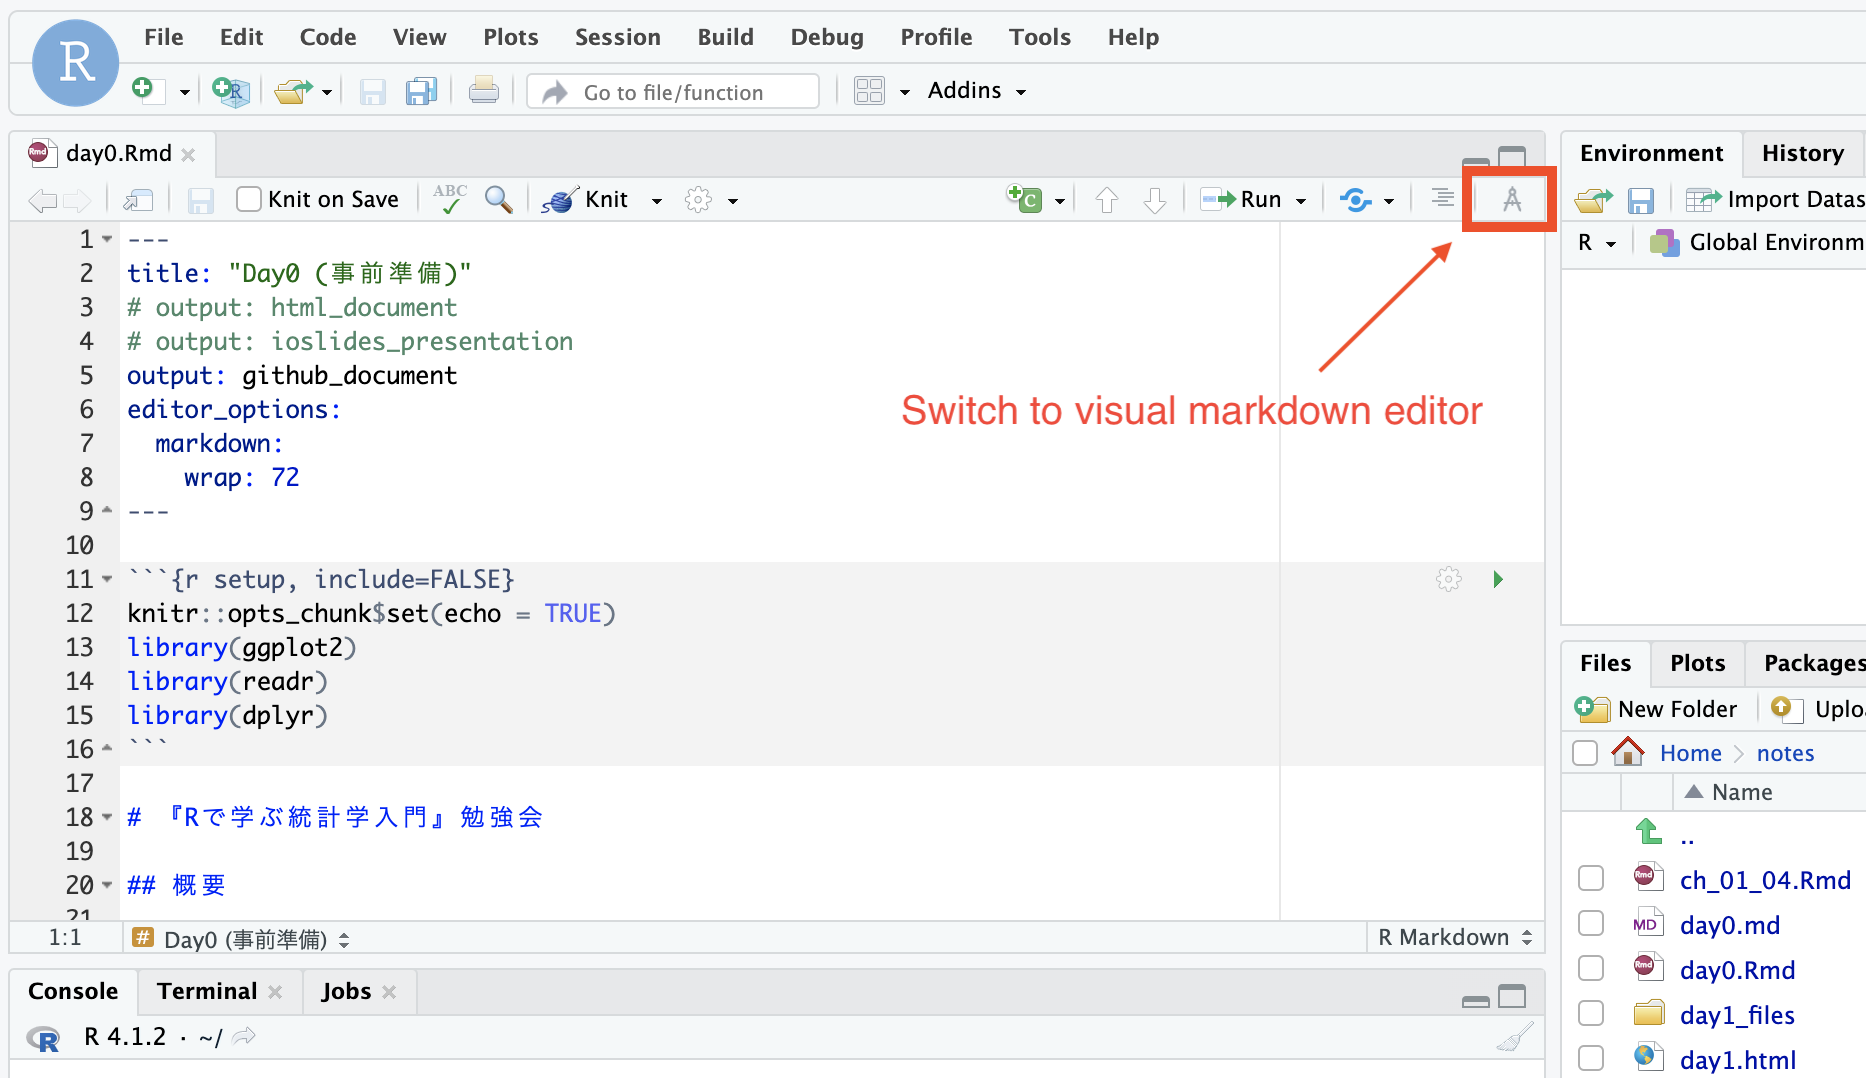 R
File Edit Code View Plots Session Build Debug Profile Tools Help
Go to file/function Addins
day0.Rmd
Knit on Save ABC Knit C Run
1 ---
2 title: "Day0 (事前準備)"
3 # output: html_document
4 # output: ioslides_presentation
5 output: github_document
6 editor_options:
7 markdown:
8 wrap: 72
9 ---
10
11 ```{r setup, include=FALSE}
12 knitr::opts_chunk$set(echo = TRUE)
13 library(ggplot2)
14 library(readr)
15 library(dplyr)
16 ```
17
18 # 『Rで学ぶ統計学入門』勉強会
19
20 ## 概要
21
Switch to visual markdown editor
1:1 # Day0 (事前準備) R Markdown
Console Terminal Jobs
R R 4.1.2 · ~/
Environment History
Import Datas
R Global Environm
Files Plots Packages
New Folder Uplo
Home notes
Name
..
Rmd ch_01_04.Rmd
MD day0.md
Rmd day0.Rmd
day1_files
day1.html